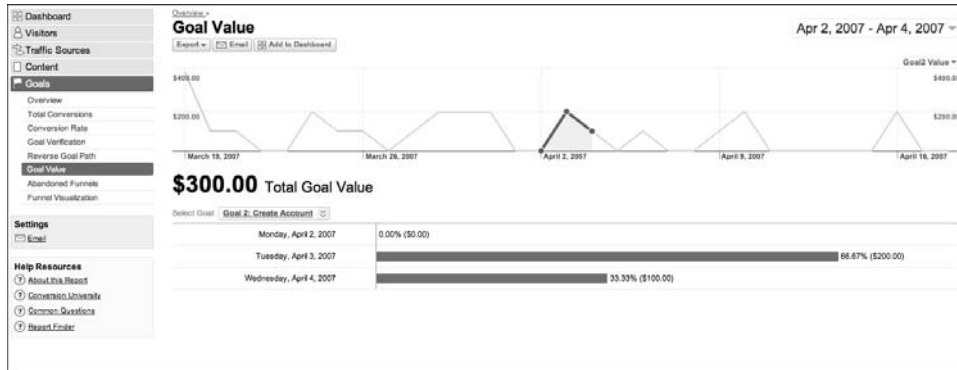 Dashboard
Visitors
Traffic Sources
Content
Goals
Overview
Total Conversions
Conversion Rate
Goal Verification
Reverse Goal Path
Goal Value
Abandoned Funnels
Funnel Visualization
Settings
Email
Help Resources
About this Report
Conversion University
Common Questions
Report Finder
Overview »
Goal Value
Apr 2, 2007 - Apr 4, 2007
Export Email Add to Dashboard
Goal2 Value
$400.00 $400.00
$200.00 $200.00
March 19, 2007 March 26, 2007 April 2, 2007 April 9, 2007 April 16, 2007
$300.00 Total Goal Value
Select Goal: Goal 2: Create Account
Monday, April 2, 2007 0.00% ($0.00)
Tuesday, April 3, 2007 66.67% ($200.00)
Wednesday, April 4, 2007 33.33% ($100.00)